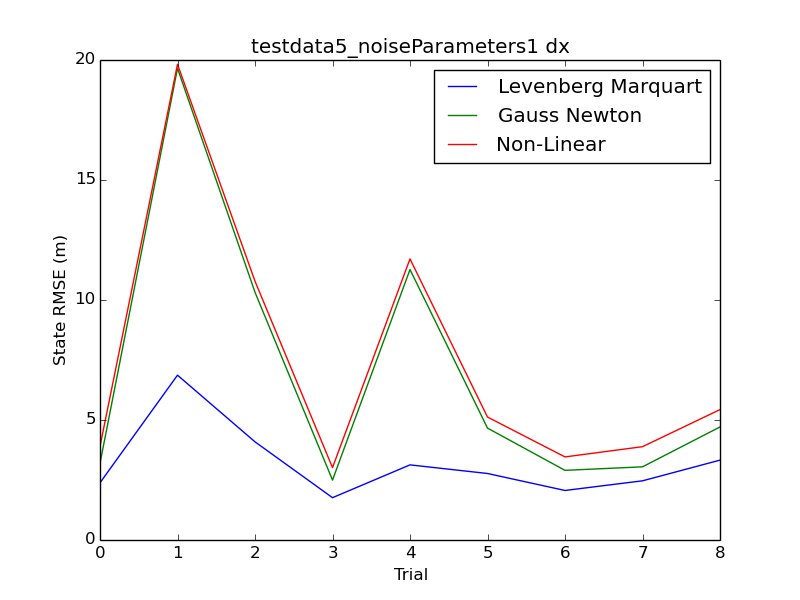 testdata5_noiseParameters1 dx
Levenberg Marquart
Gauss Newton
Non-Linear
20
15
10
5
0
State RMSE (m)
0 1 2 3 4 5 6 7 8
Trial